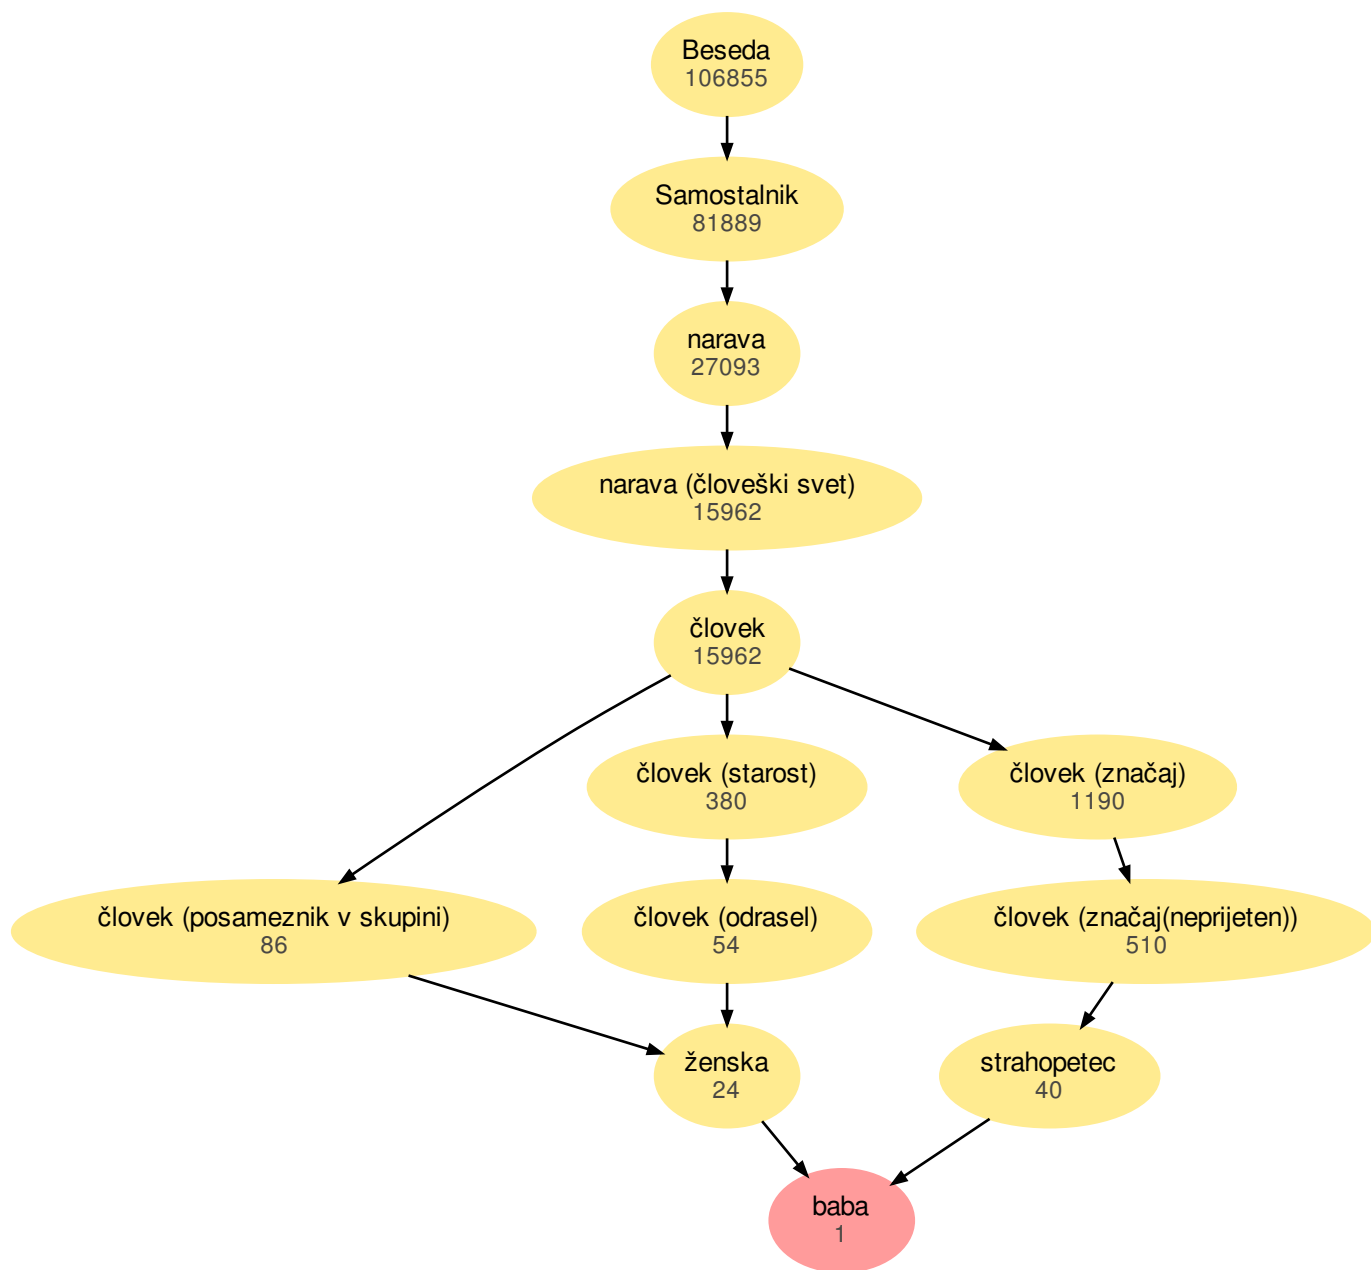 Beseda
106855
Samostalnik
81889
narava
27093
narava (človeški svet)
15962
človek
15962
človek (starost)
380
človek (značaj)
1190
človek (posameznik v skupini)
86
človek (odrasel)
54
človek (značaj(neprijeten))
510
ženska
24
strahopetec
40
baba
1